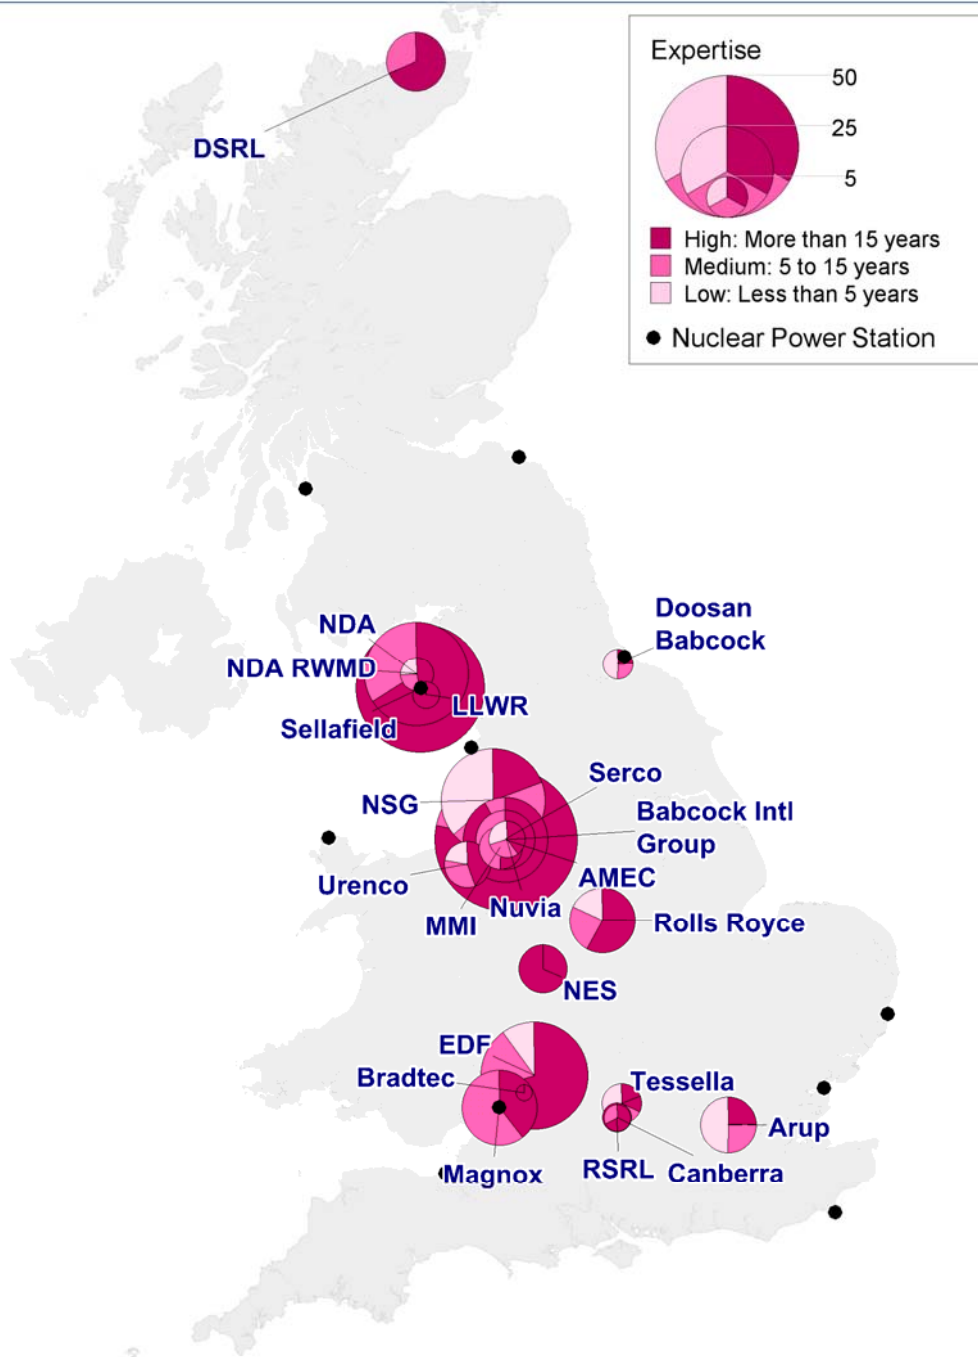 Expertise
50
25
5
High: More than 15 years
Medium: 5 to 15 years
Low: Less than 5 years
Nuclear Power Station
DSRL
Doosan
Babcock
NDA
NDA RWMD
LLWR
Sellafield
Serco
NSG
Babcock Intl
Group
AMEC
Urenco
Nuvia
MMI
Rolls Royce
NES
EDF
Bradtec
Tessella
Arup
RSRL
Canberra
Magnox